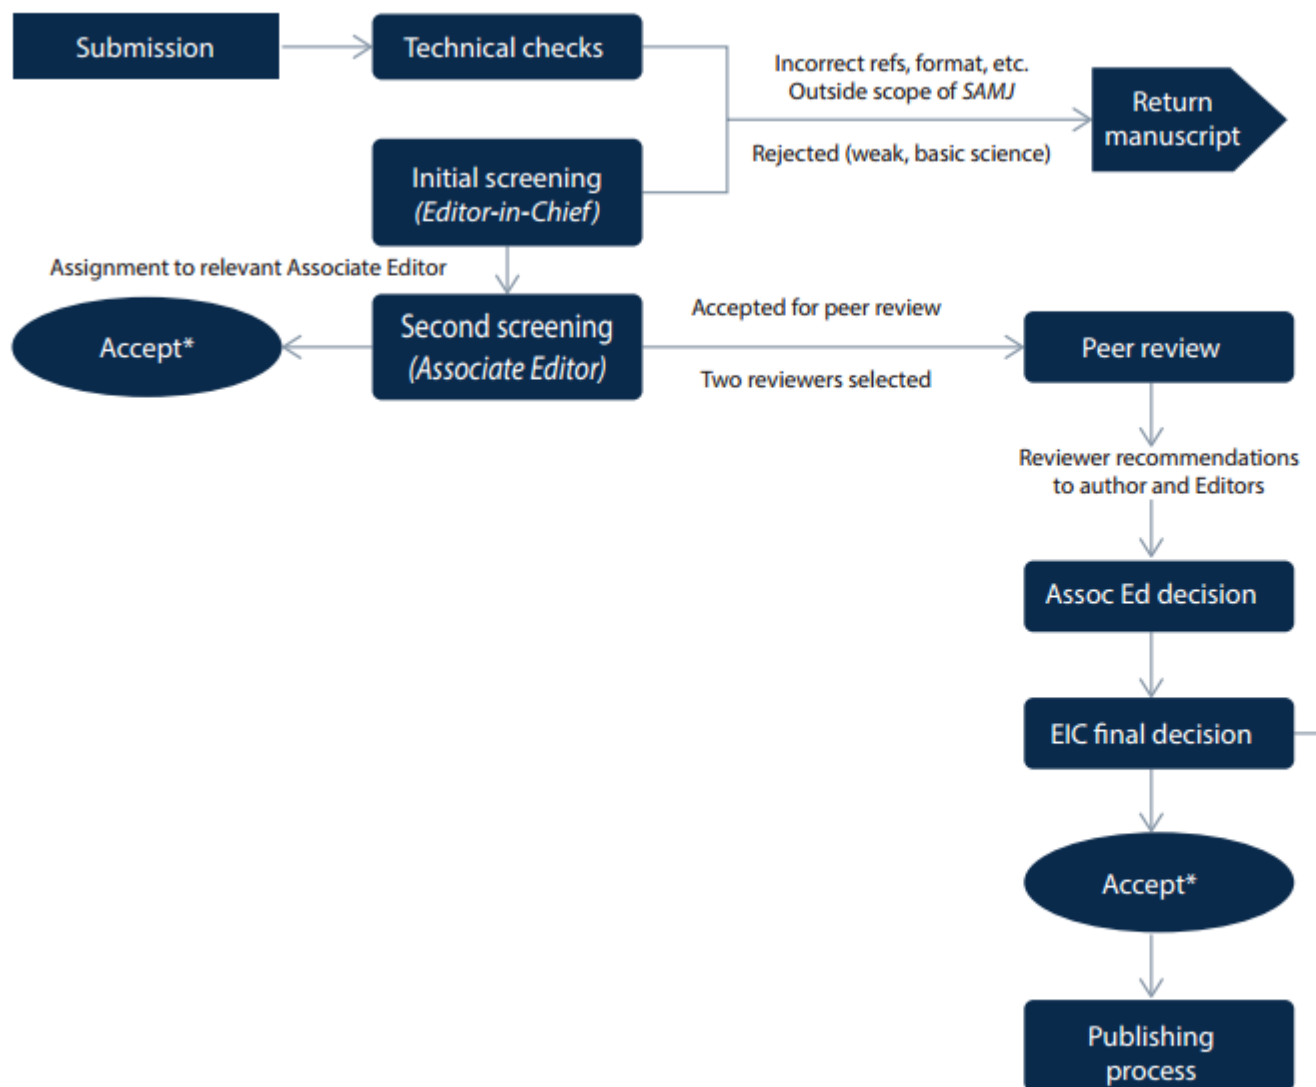 Submission
Technical checks
Incorrect refs, format, etc.
Outside scope of SAMJ
Return
manuscript
Rejected (weak, basic science)
Initial screening
(Editor-in-Chief)
Assignment to relevant Associate Editor
Accept*
Second screening
(Associate Editor)
Accepted for peer review
Two reviewers selected
Peer review
Reviewer recommendations
to author and Editors
Assoc Ed decision
EIC final decision
Accept*
Publishing
process